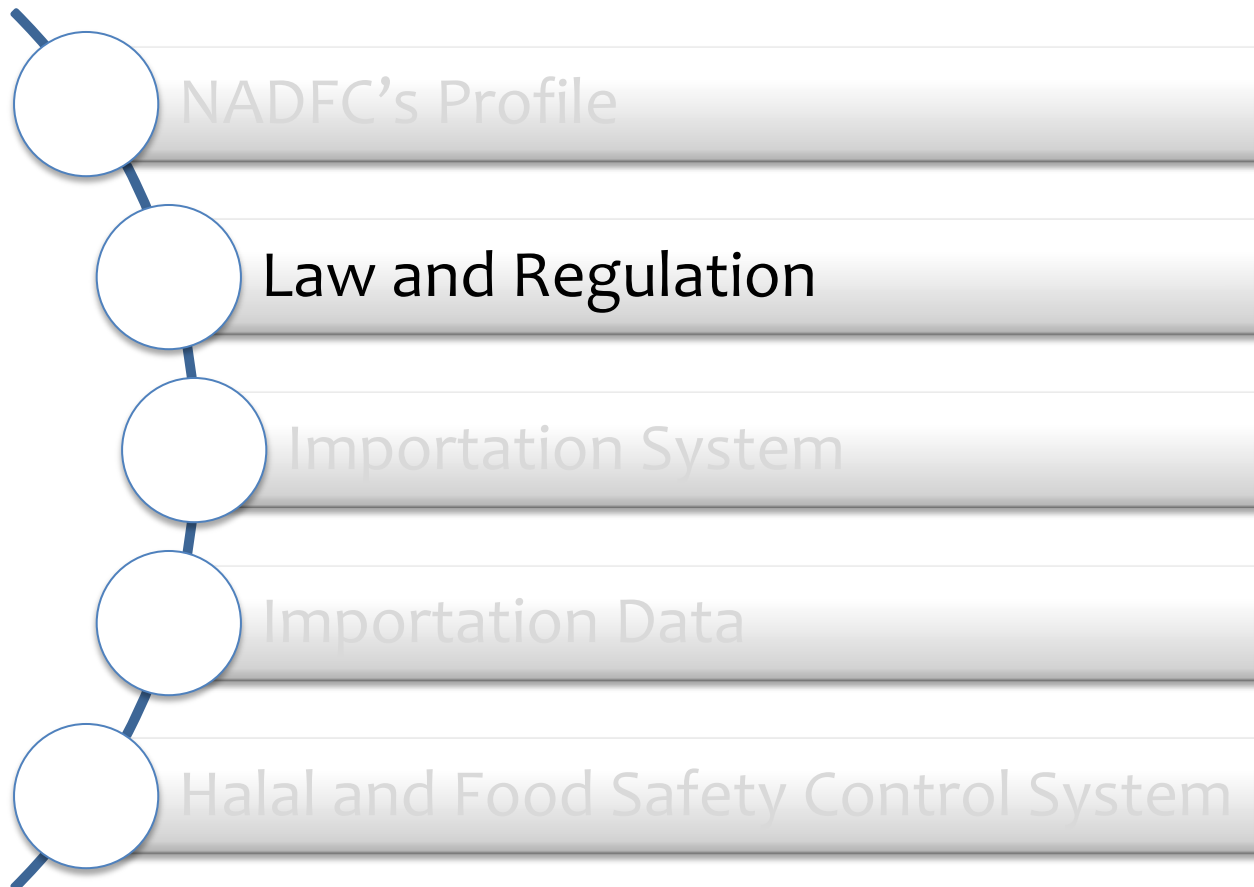 NADFC’s Profile
Law and Regulation
Importation System
Importation Data
Halal and Food Safety Control System